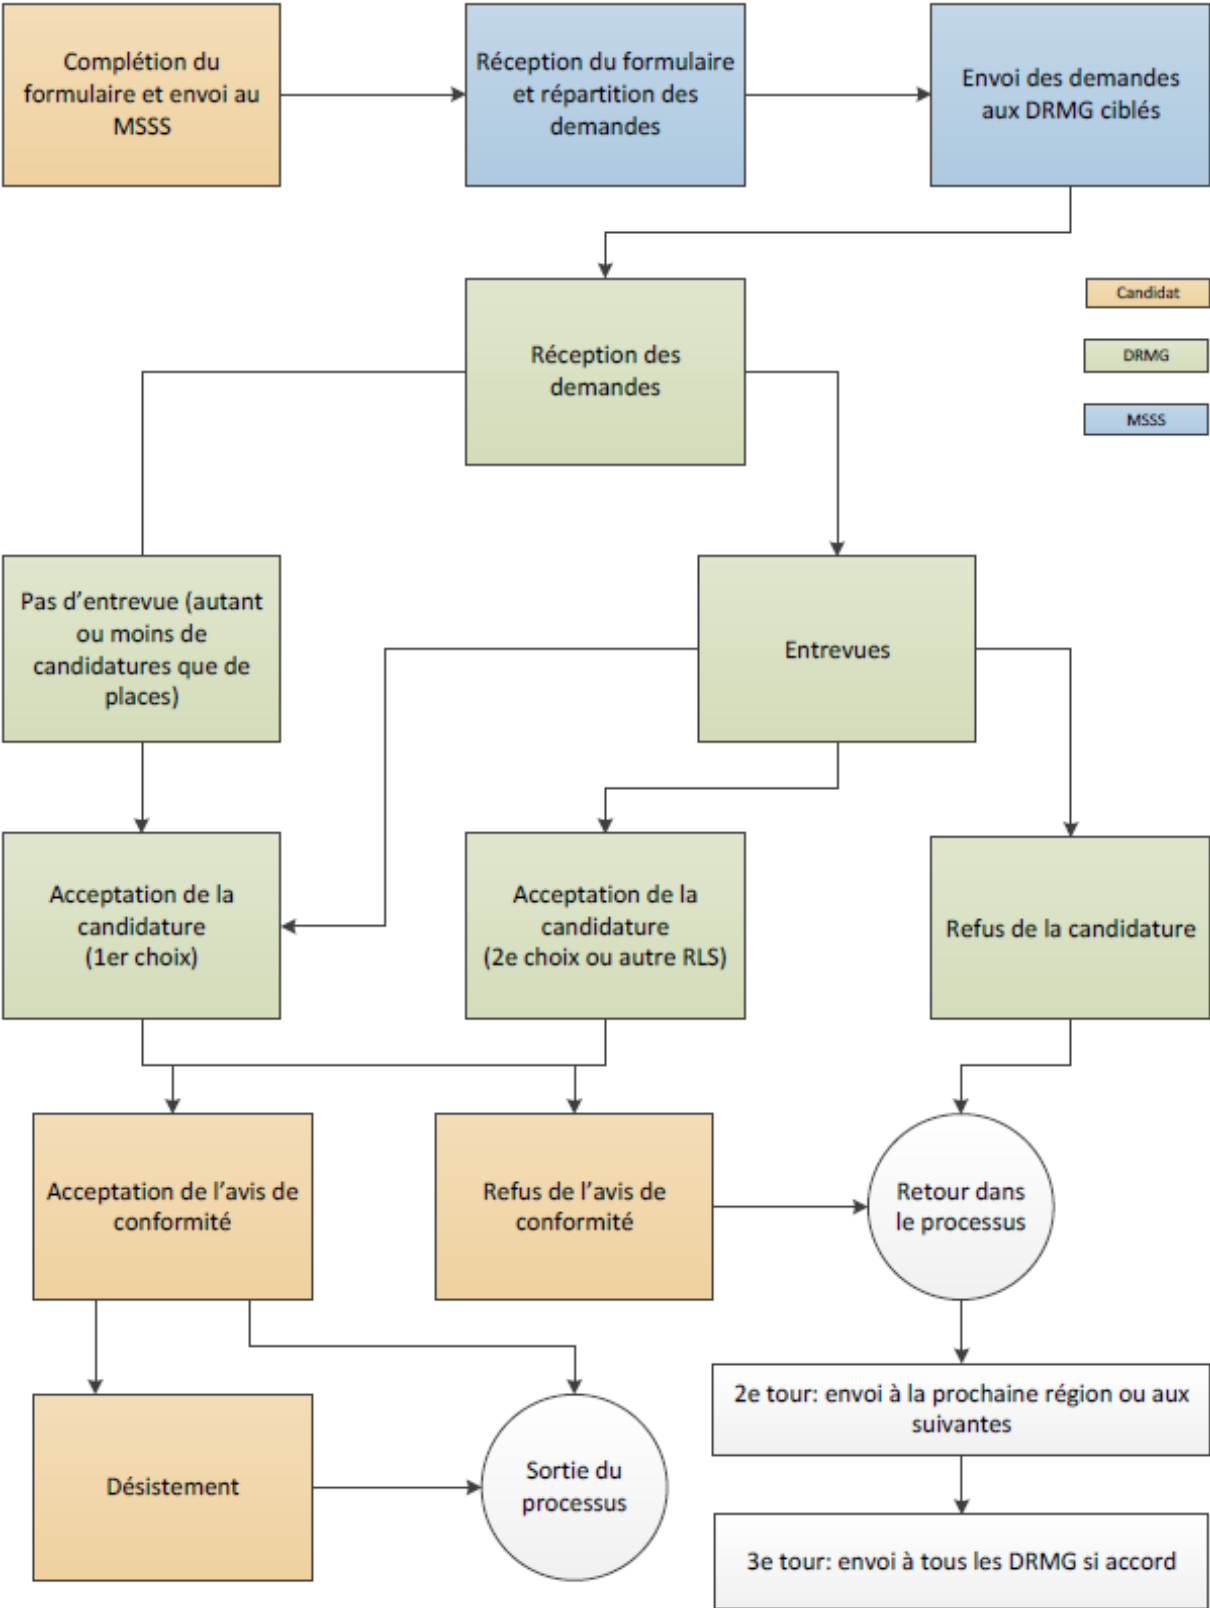 Complétion du
formulaire et envoi au
MSSS
Réception du formulaire
et répartition des
demandes
Envoi des demandes
aux DRMG ciblés
Réception des
demandes
Candidat
DRMG
MSSS
Pas d’entrevue (autant
ou moins de
candidatures que de
places)
Entrevues
Acceptation de la
candidature
(1er choix)
Acceptation de la
candidature
(2e choix ou autre RLS)
Refus de la candidature
Acceptation de l’avis de
conformité
Refus de l’avis de
conformité
Retour dans
le processus
2e tour: envoi à la prochaine région ou aux
suivantes
Désistement
Sortie du
processus
3e tour: envoi à tous les DRMG si accord